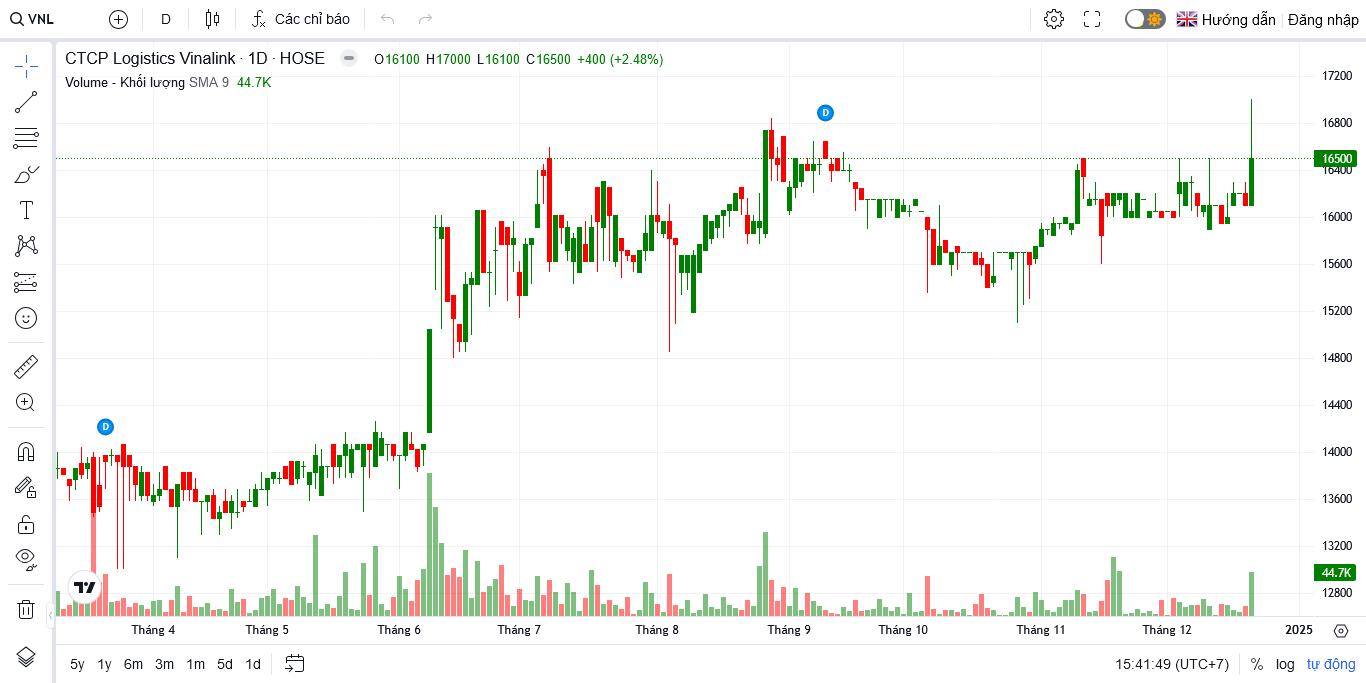 VNL D Các chỉ báo Hướng dẫn Đăng nhập
CTCP Logistics Vinalink · 1D · HOSE O16100 H17000 L16100 C16500 +400 (+2.48%)
Volume - Khối lượng SMA 9 44.7K
D
D
17200
16800
16500
16400
16000
15600
15200
14800
14400
14000
13600
13200
44.7K
12800
Tháng 4 Tháng 5 Tháng 6 Tháng 7 Tháng 8 Tháng 9 Tháng 10 Tháng 11 Tháng 12 2025
5y 1y 6m 3m 1m 5d 1d 15:41:49 (UTC+7) % log tự động